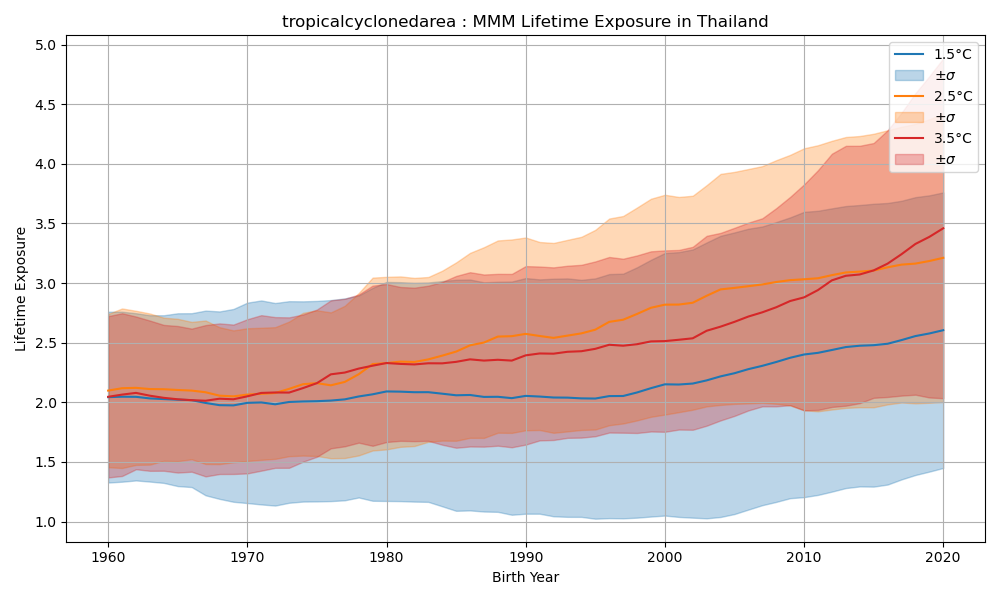 tropicalcyclonedarea : MMM Lifetime Exposure in Thailand
5.0
4.5
4.0
3.5
3.0
2.5
2.0
1.5
1.0
Lifetime Exposure
1.5°C
±σ
2.5°C
±σ
3.5°C
±σ
1960 1970 1980 1990 2000 2010 2020
Birth Year